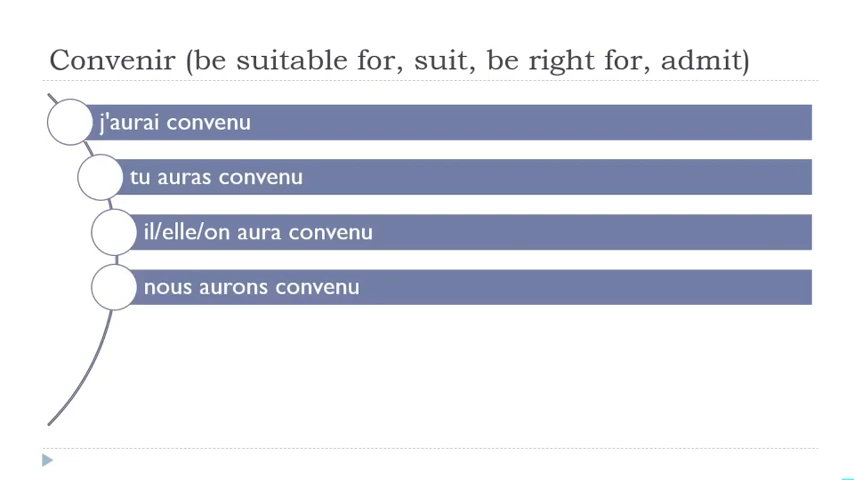 Convenir (be suitable for, suit, be right for, admit)
j'aurai convenu
tu auras convenu
il/elle/on aura convenu
nous aurons convenu